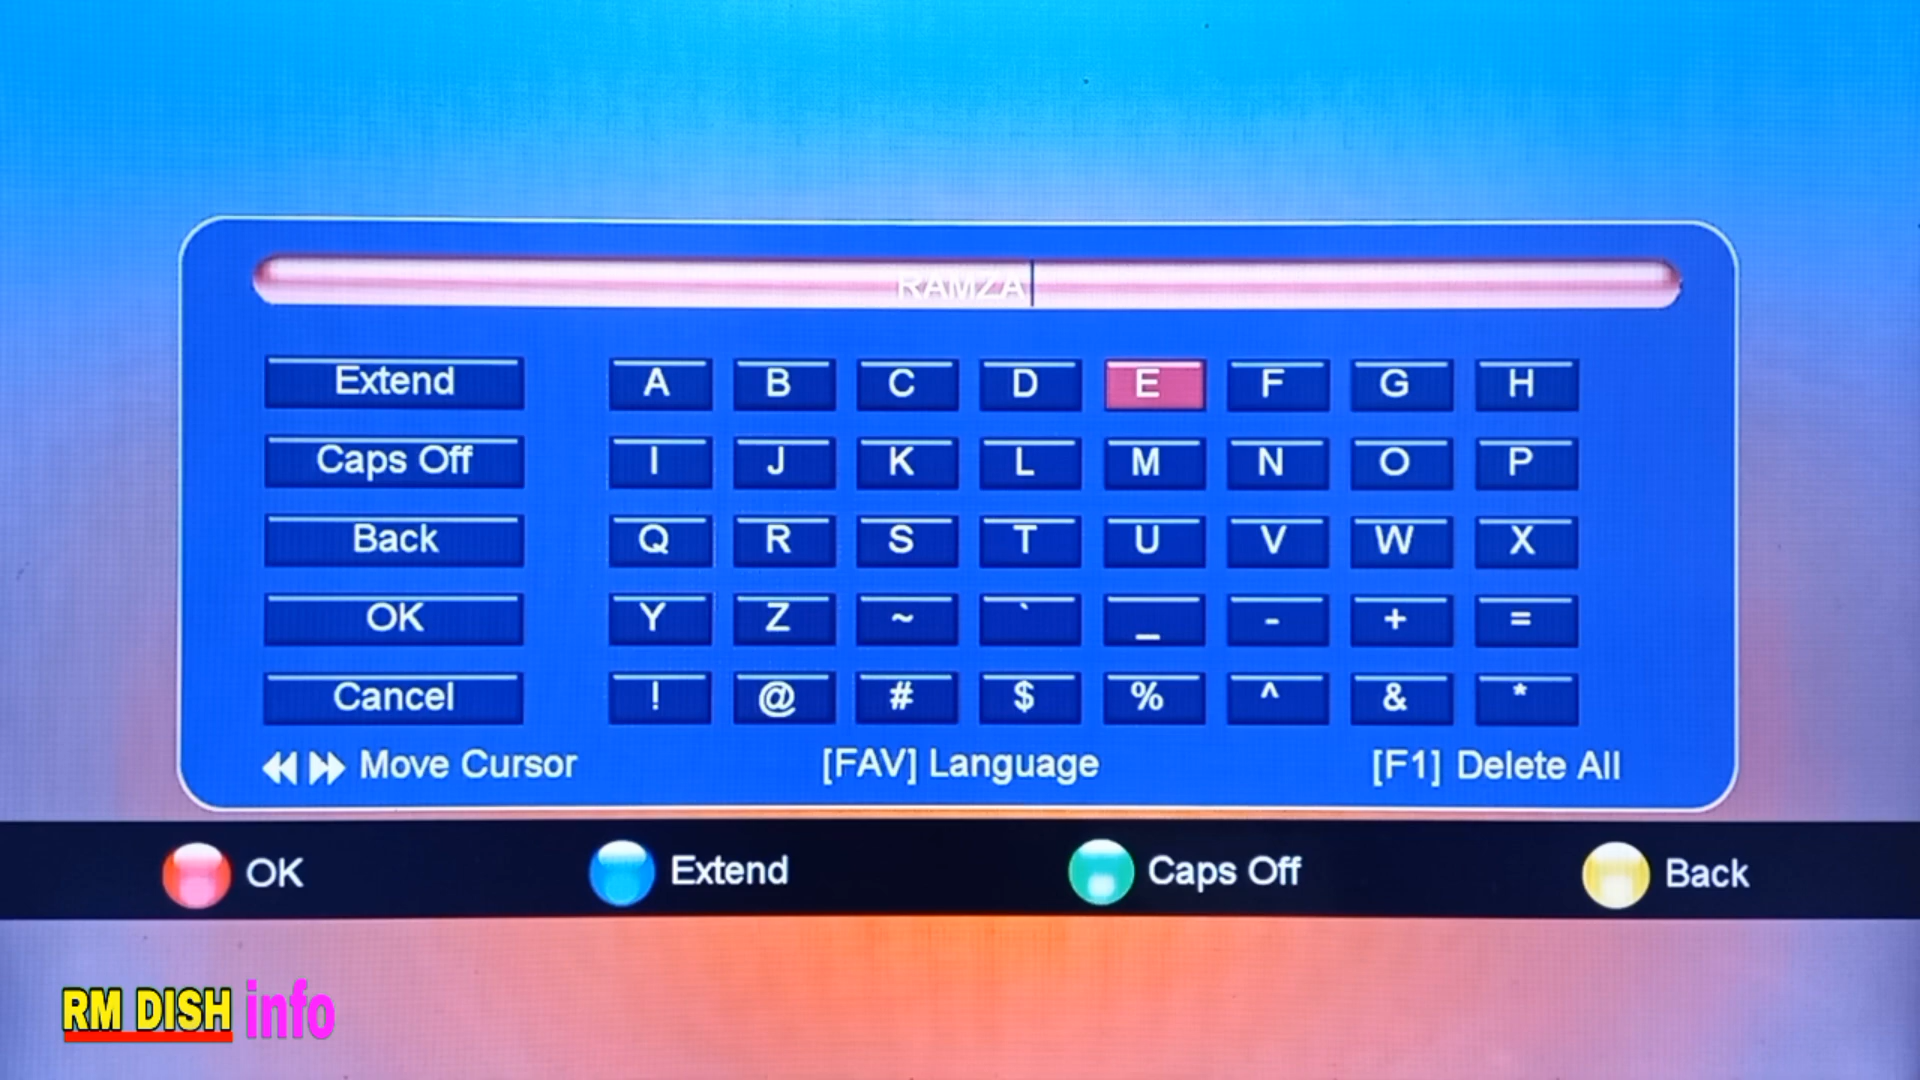 RAMZA
Extend A B C D E F G H
Caps Off I J K L M N O P
Back Q R S T U V W X
OK Y Z ~ ` _ - + =
Cancel ! @ # $ % ^ & *
Move Cursor [FAV] Language [F1] Delete All
OK Extend Caps Off Back
RM DISH info